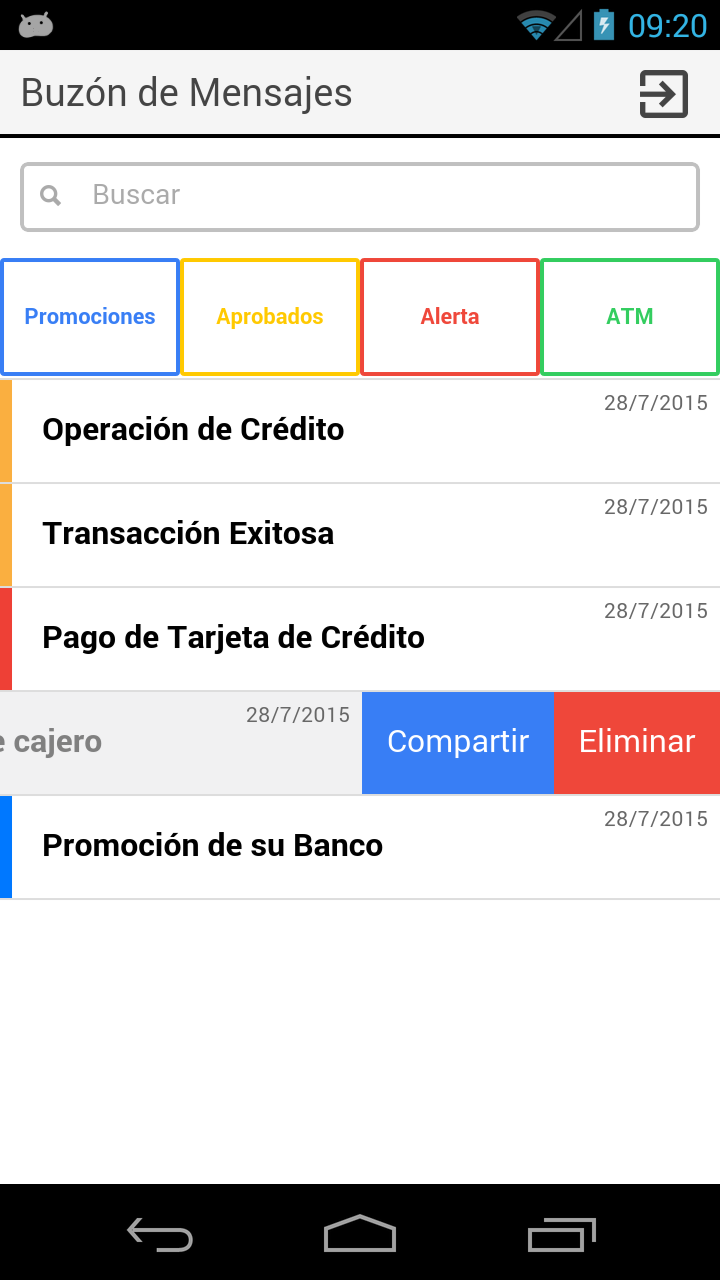 09:20
Buzón de Mensajes
Buscar
Promociones Aprobados Alerta ATM
28/7/2015
Operación de Crédito
28/7/2015
Transacción Exitosa
28/7/2015
Pago de Tarjeta de Crédito
28/7/2015
e cajero Compartir Eliminar
28/7/2015
Promoción de su Banco